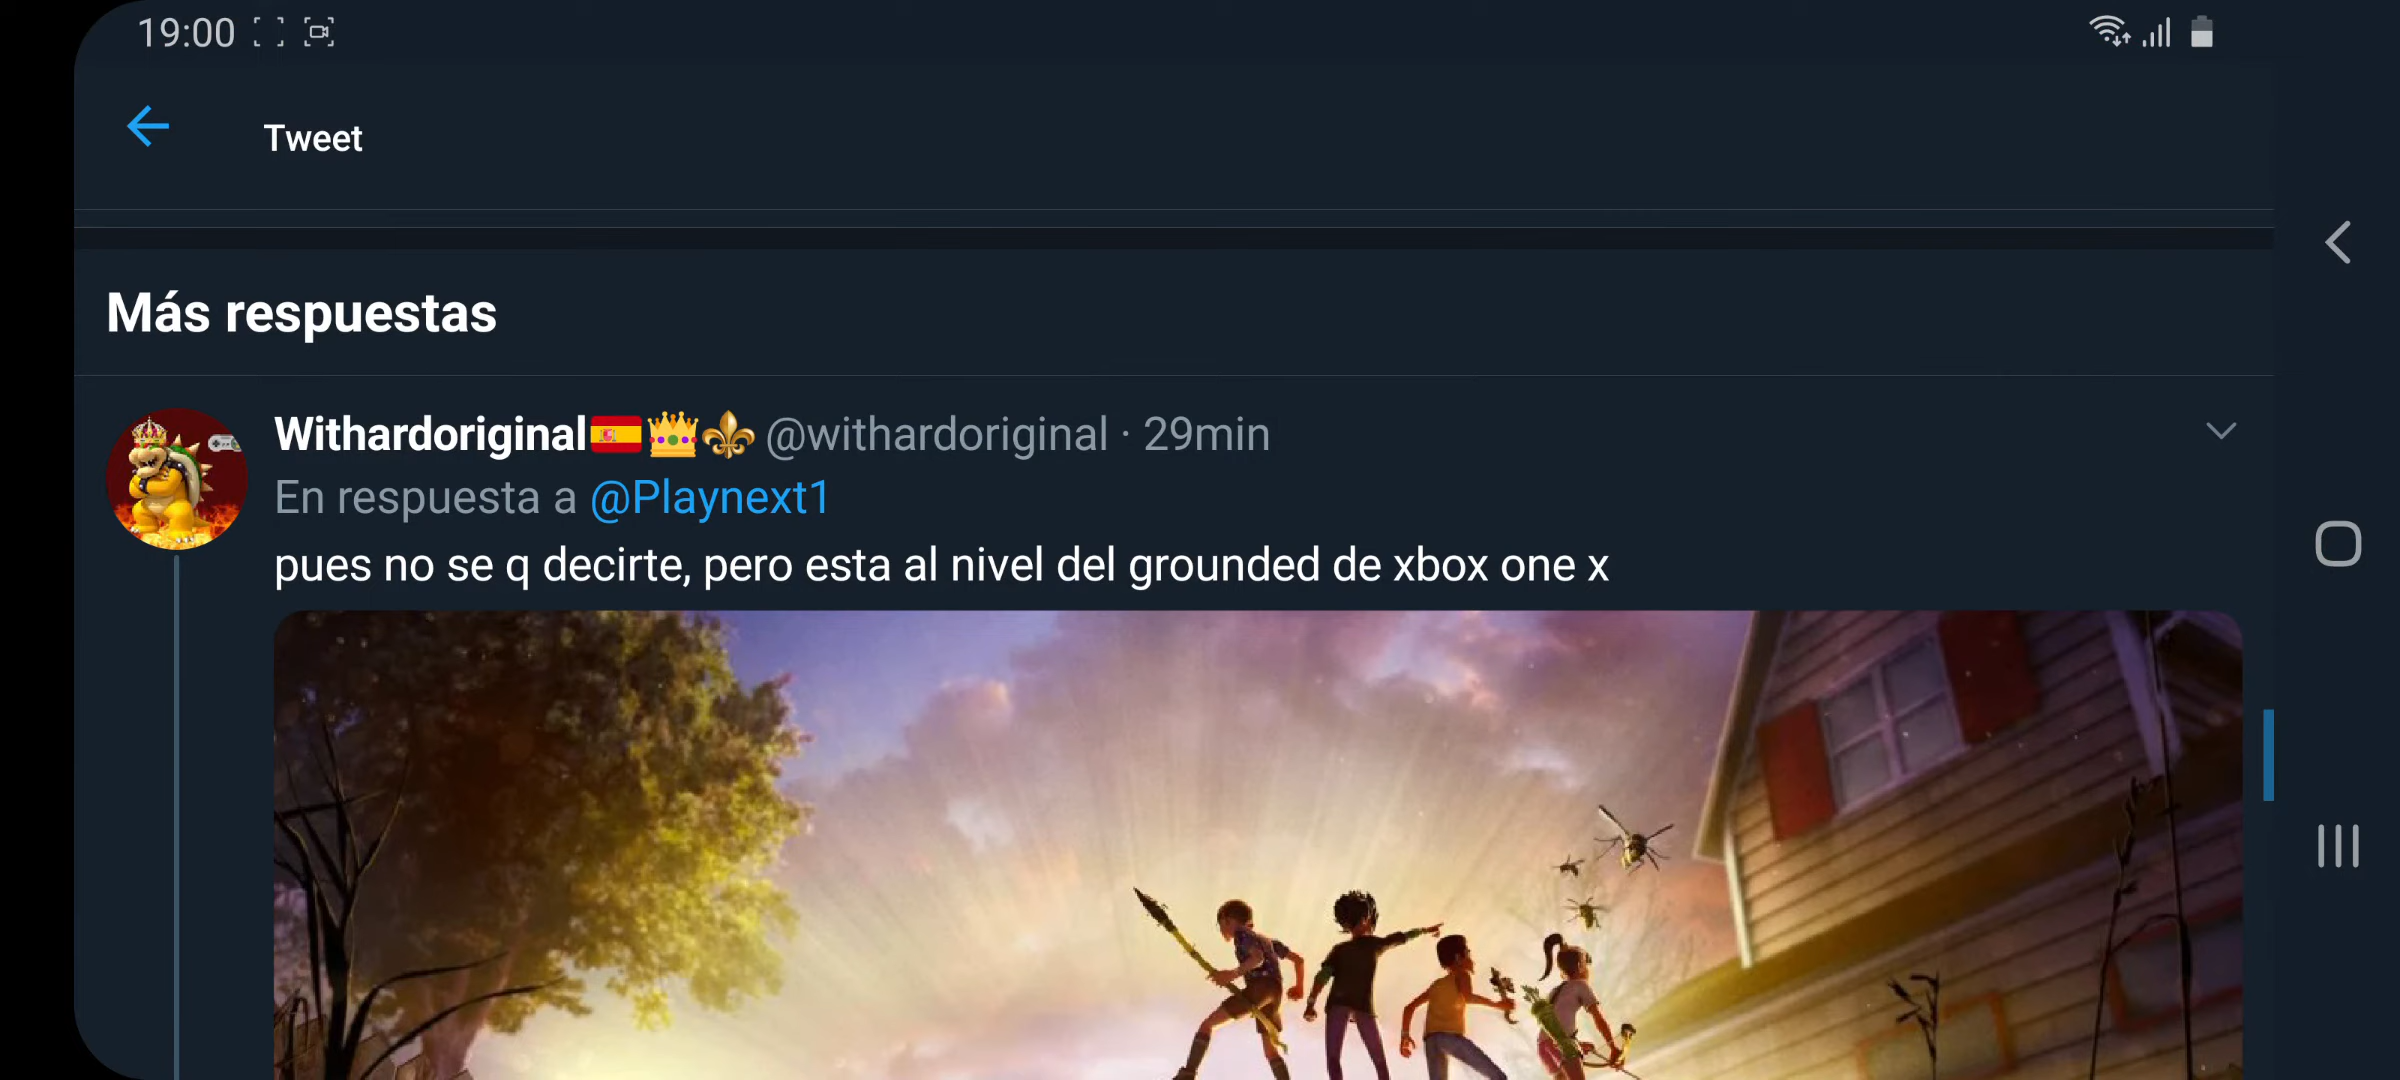 19:00
Tweet
Más respuestas
Withardoriginal🇪🇸👑⚜️ @withardoriginal · 29min
En respuesta a @Playnext1
pues no se q decirte, pero esta al nivel del grounded de xbox one x